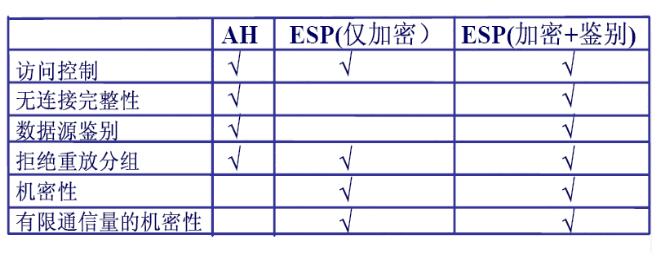 AH ESP(仅加密） ESP(加密+鉴别)
访问控制 √ √ √
无连接完整性 √ √
数据源鉴别 √ √
拒绝重放分组 √ √ √
机密性 √ √
有限通信量的机密性 √ √